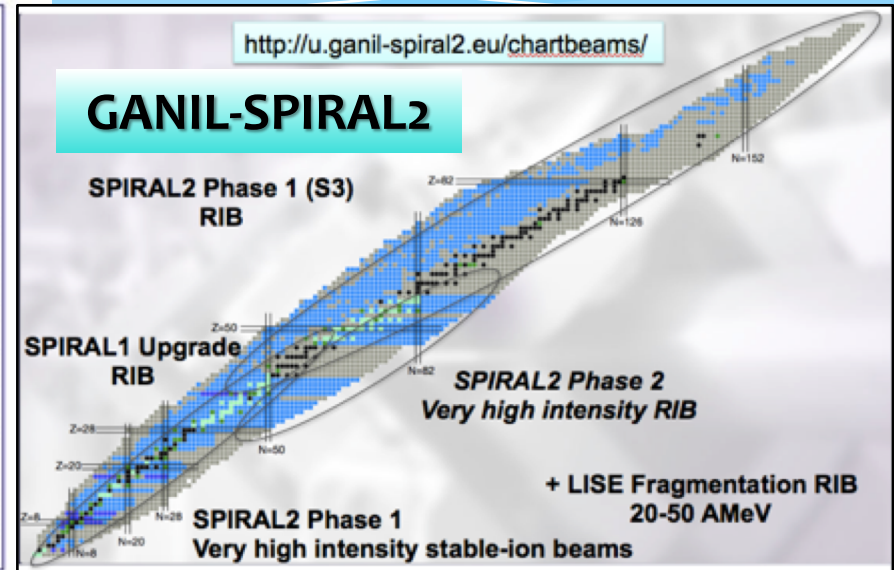 http://u.ganil-spiral2.eu/chartbeams/
GANIL-SPIRAL2
N=152
SPIRAL2 Phase 1 (S3)
RIB
Z=82
N=126
Z=50
SPIRAL1 Upgrade
RIB
N=82
SPIRAL2 Phase 2
Very high intensity RIB
Z=28
N=50
Z=20
+ LISE Fragmentation RIB
20-50 AMeV
Z=8
N=28
SPIRAL2 Phase 1
N=20
Very high intensity stable-ion beams
N=8